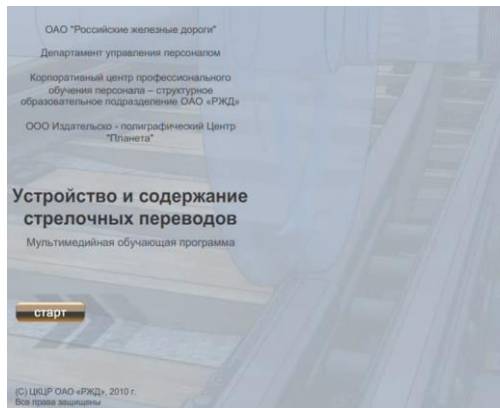 ОАО "Российские железные дороги"
Департамент управления персоналом
Корпоративный центр профессионального
обучения персонала – структурное
образовательное подразделение ОАО «РЖД»
ООО Издательско - полиграфический Центр
"Планета"
Устройство и содержание
стрелочных переводов
Мультимедийная обучающая программа
старт
(С) ЦКЦР ОАО «РЖД», 2010 г.
Все права защищены